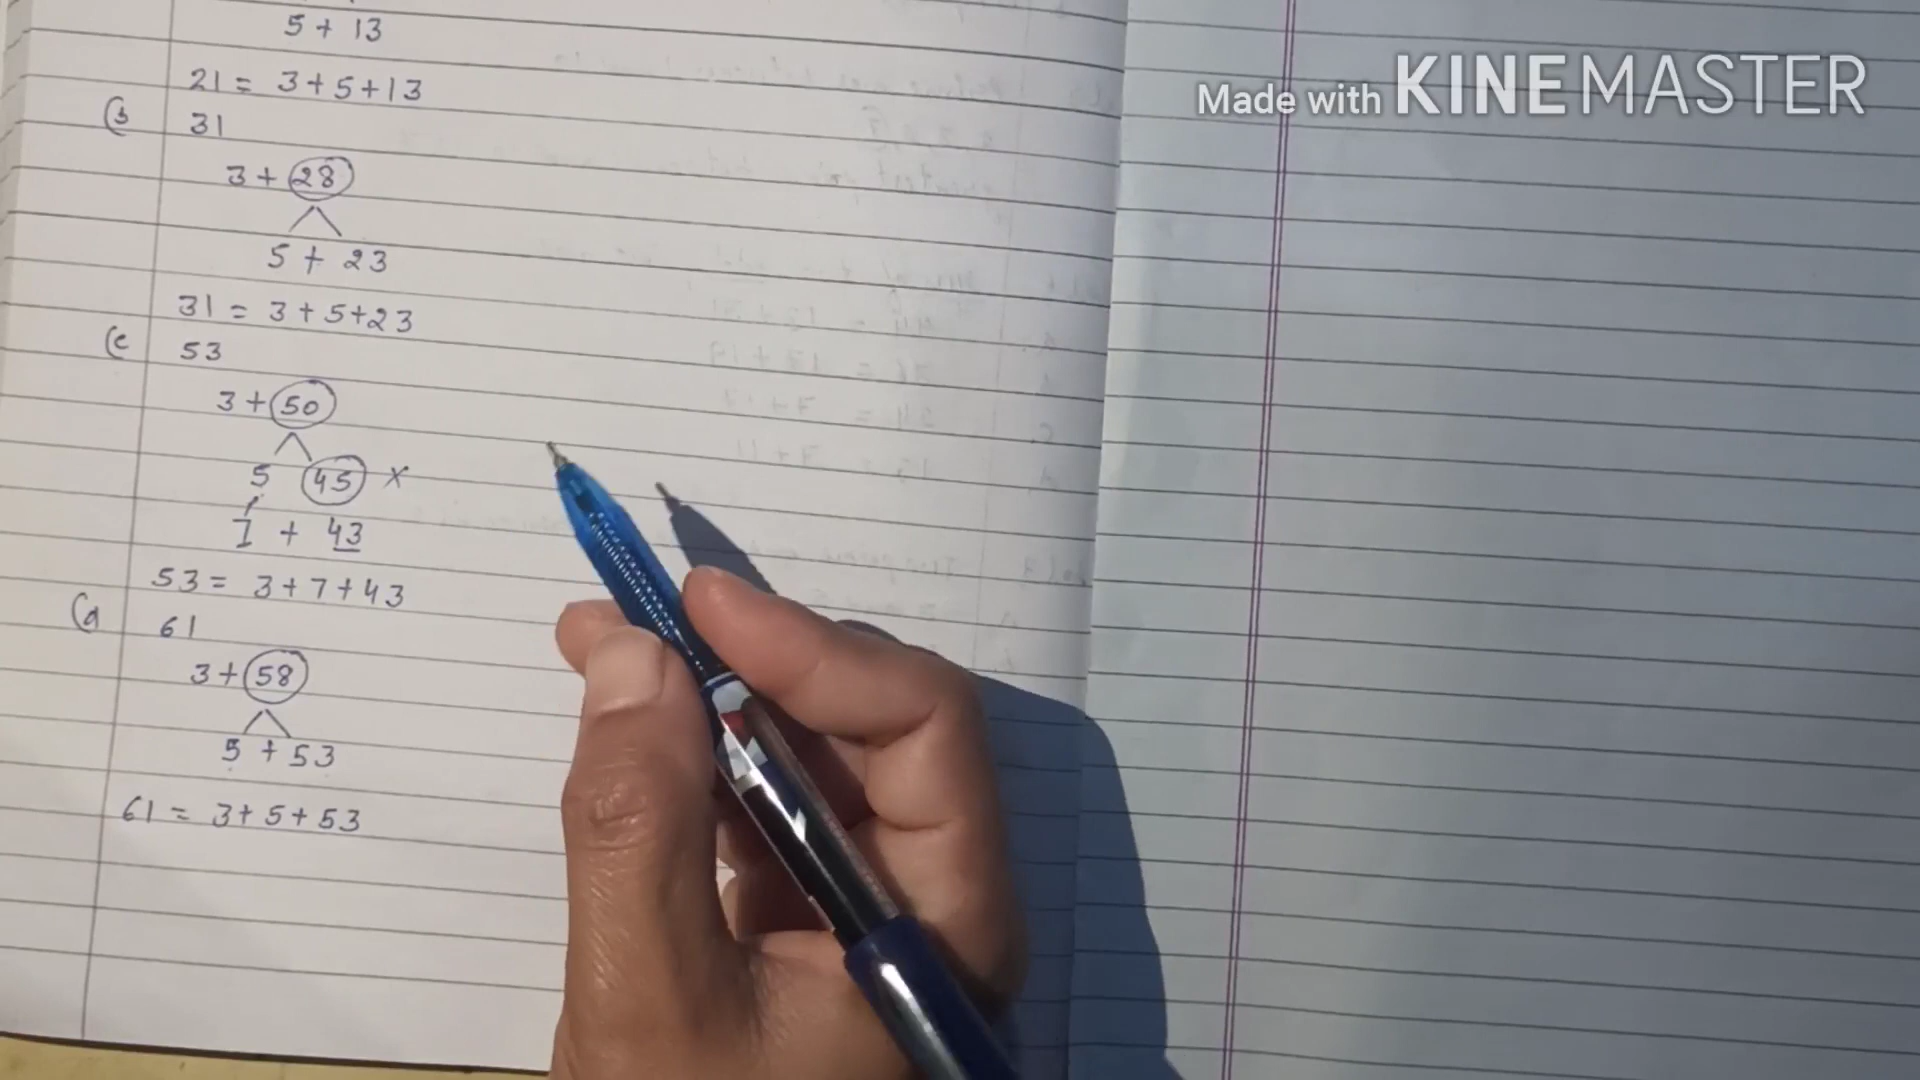 5 + 13
21 = 3+5+13
(b 31
3 + 28
5 + 23
31 = 3+5+23
(c 53
3 + 50
5 45 ×
7 + 43
53 = 3+7+43
(d 61
3 + 58
5 + 53
61 = 3+5+53
Made with KINEMASTER